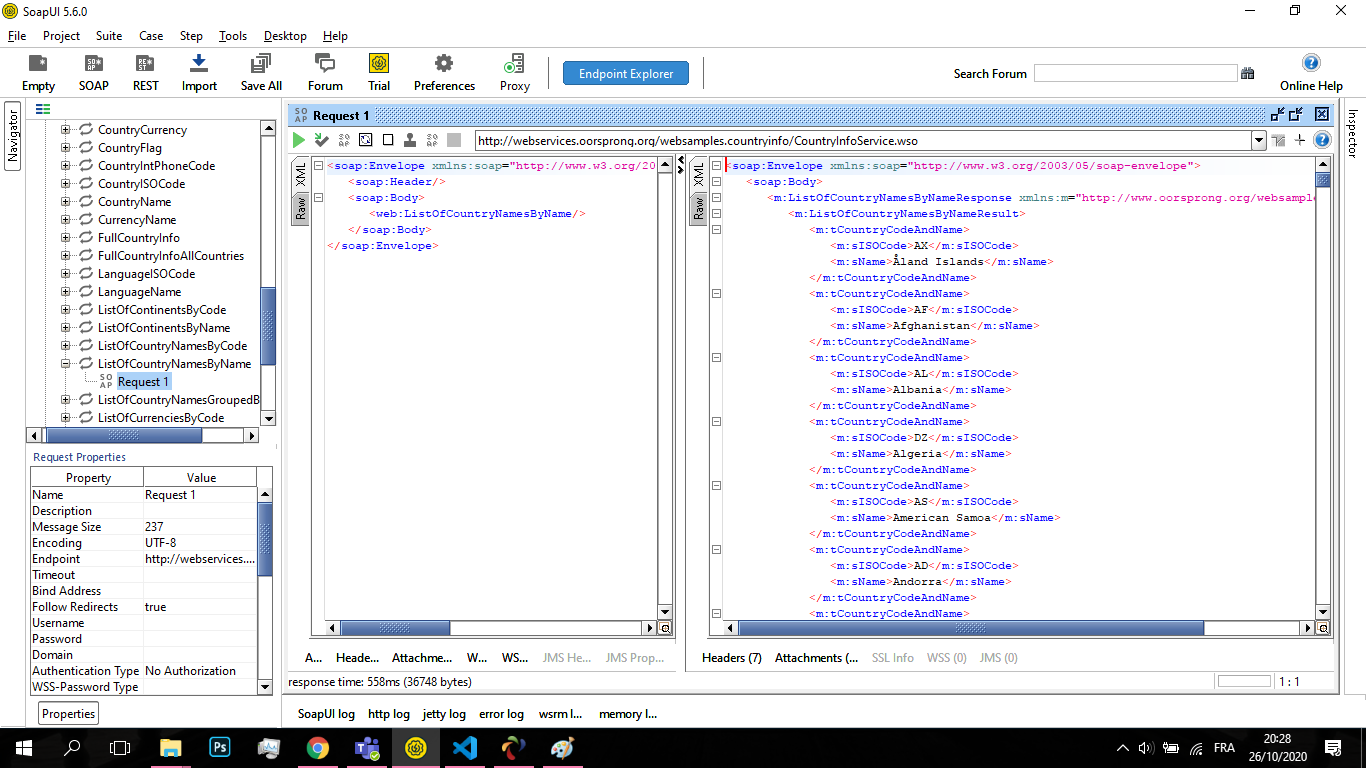 SoapUI 5.6.0
File Project Suite Case Step Tools Desktop Help
Empty SOAP REST Import Save All Forum Trial Preferences Proxy Endpoint Explorer Search Forum Online Help
Navigator
CountryCurrency
CountryFlag
CountryIntPhoneCode
CountryISOCode
CountryName
CurrencyName
FullCountryInfo
FullCountryInfoAllCountries
LanguageISOCode
LanguageName
ListOfContinentsByCode
ListOfContinentsByName
ListOfCountryNamesByCode
ListOfCountryNamesByName
SO AP Request 1
ListOfCountryNamesGroupedB
ListOfCurrenciesByCode
Request Properties
Property Value
Name Request 1
Description
Message Size 237
Encoding UTF-8
Endpoint http://webservices....
Timeout
Bind Address
Follow Redirects true
Username
Password
Domain
Authentication Type No Authorization
WSS-Password Type
Properties
SO AP Request 1
http://webservices.oorsprong.org/websamples.countryinfo/CountryInfoService.wso
XML
Raw
<soap:Envelope xmlns:soap="http://www.w3.org/20
<soap:Header/>
<soap:Body>
<web:ListOfCountryNamesByName/>
</soap:Body>
</soap:Envelope>
A... Heade... Attachme... W... WS... JMS He... JMS Prop...
XML
Raw
<soap:Envelope xmlns:soap="http://www.w3.org/2003/05/soap-envelope">
<soap:Body>
<m:ListOfCountryNamesByNameResponse xmlns:m="http://www.oorsprong.org/websample
<m:ListOfCountryNamesByNameResult>
<m:tCountryCodeAndName>
<m:sISOCode>AX</m:sISOCode>
<m:sName>Åland Islands</m:sName>
</m:tCountryCodeAndName>
<m:tCountryCodeAndName>
<m:sISOCode>AF</m:sISOCode>
<m:sName>Afghanistan</m:sName>
</m:tCountryCodeAndName>
<m:tCountryCodeAndName>
<m:sISOCode>AL</m:sISOCode>
<m:sName>Albania</m:sName>
</m:tCountryCodeAndName>
<m:tCountryCodeAndName>
<m:sISOCode>DZ</m:sISOCode>
<m:sName>Algeria</m:sName>
</m:tCountryCodeAndName>
<m:tCountryCodeAndName>
<m:sISOCode>AS</m:sISOCode>
<m:sName>American Samoa</m:sName>
</m:tCountryCodeAndName>
<m:tCountryCodeAndName>
<m:sISOCode>AD</m:sISOCode>
<m:sName>Andorra</m:sName>
</m:tCountryCodeAndName>
<m:tCountryCodeAndName>
Headers (7) Attachments (... SSL Info WSS (0) JMS (0)
response time: 558ms (36748 bytes) 1 : 1
Inspector
SoapUI log http log jetty log error log wsrm l... memory l...
Ps FRA 20:28
26/10/2020